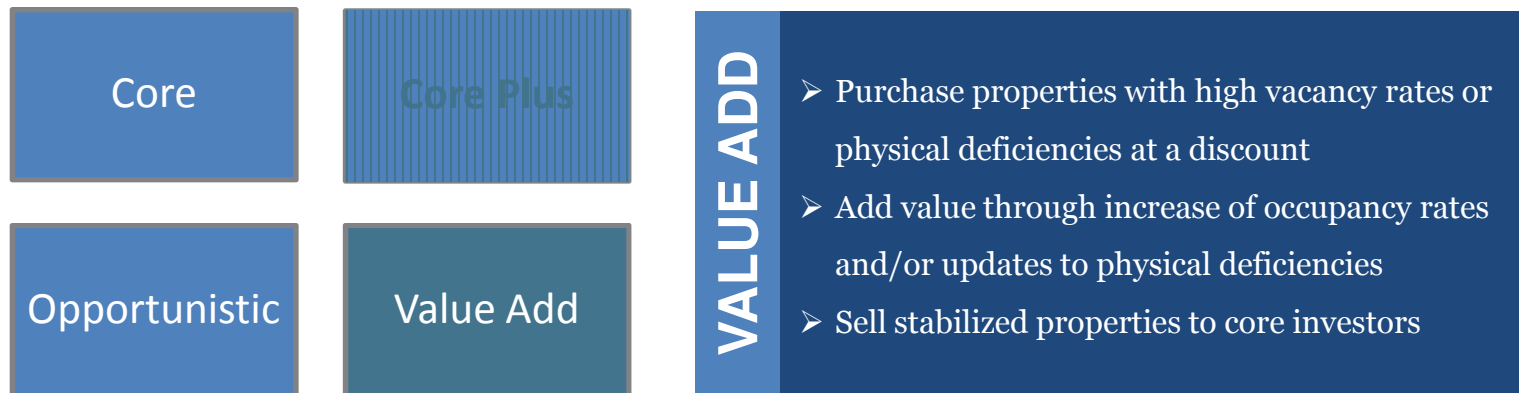 Core
Core Plus
Opportunistic
Value Add
VALUE ADD
➢ Purchase properties with high vacancy rates or
physical deficiencies at a discount
➢ Add value through increase of occupancy rates
and/or updates to physical deficiencies
➢ Sell stabilized properties to core investors